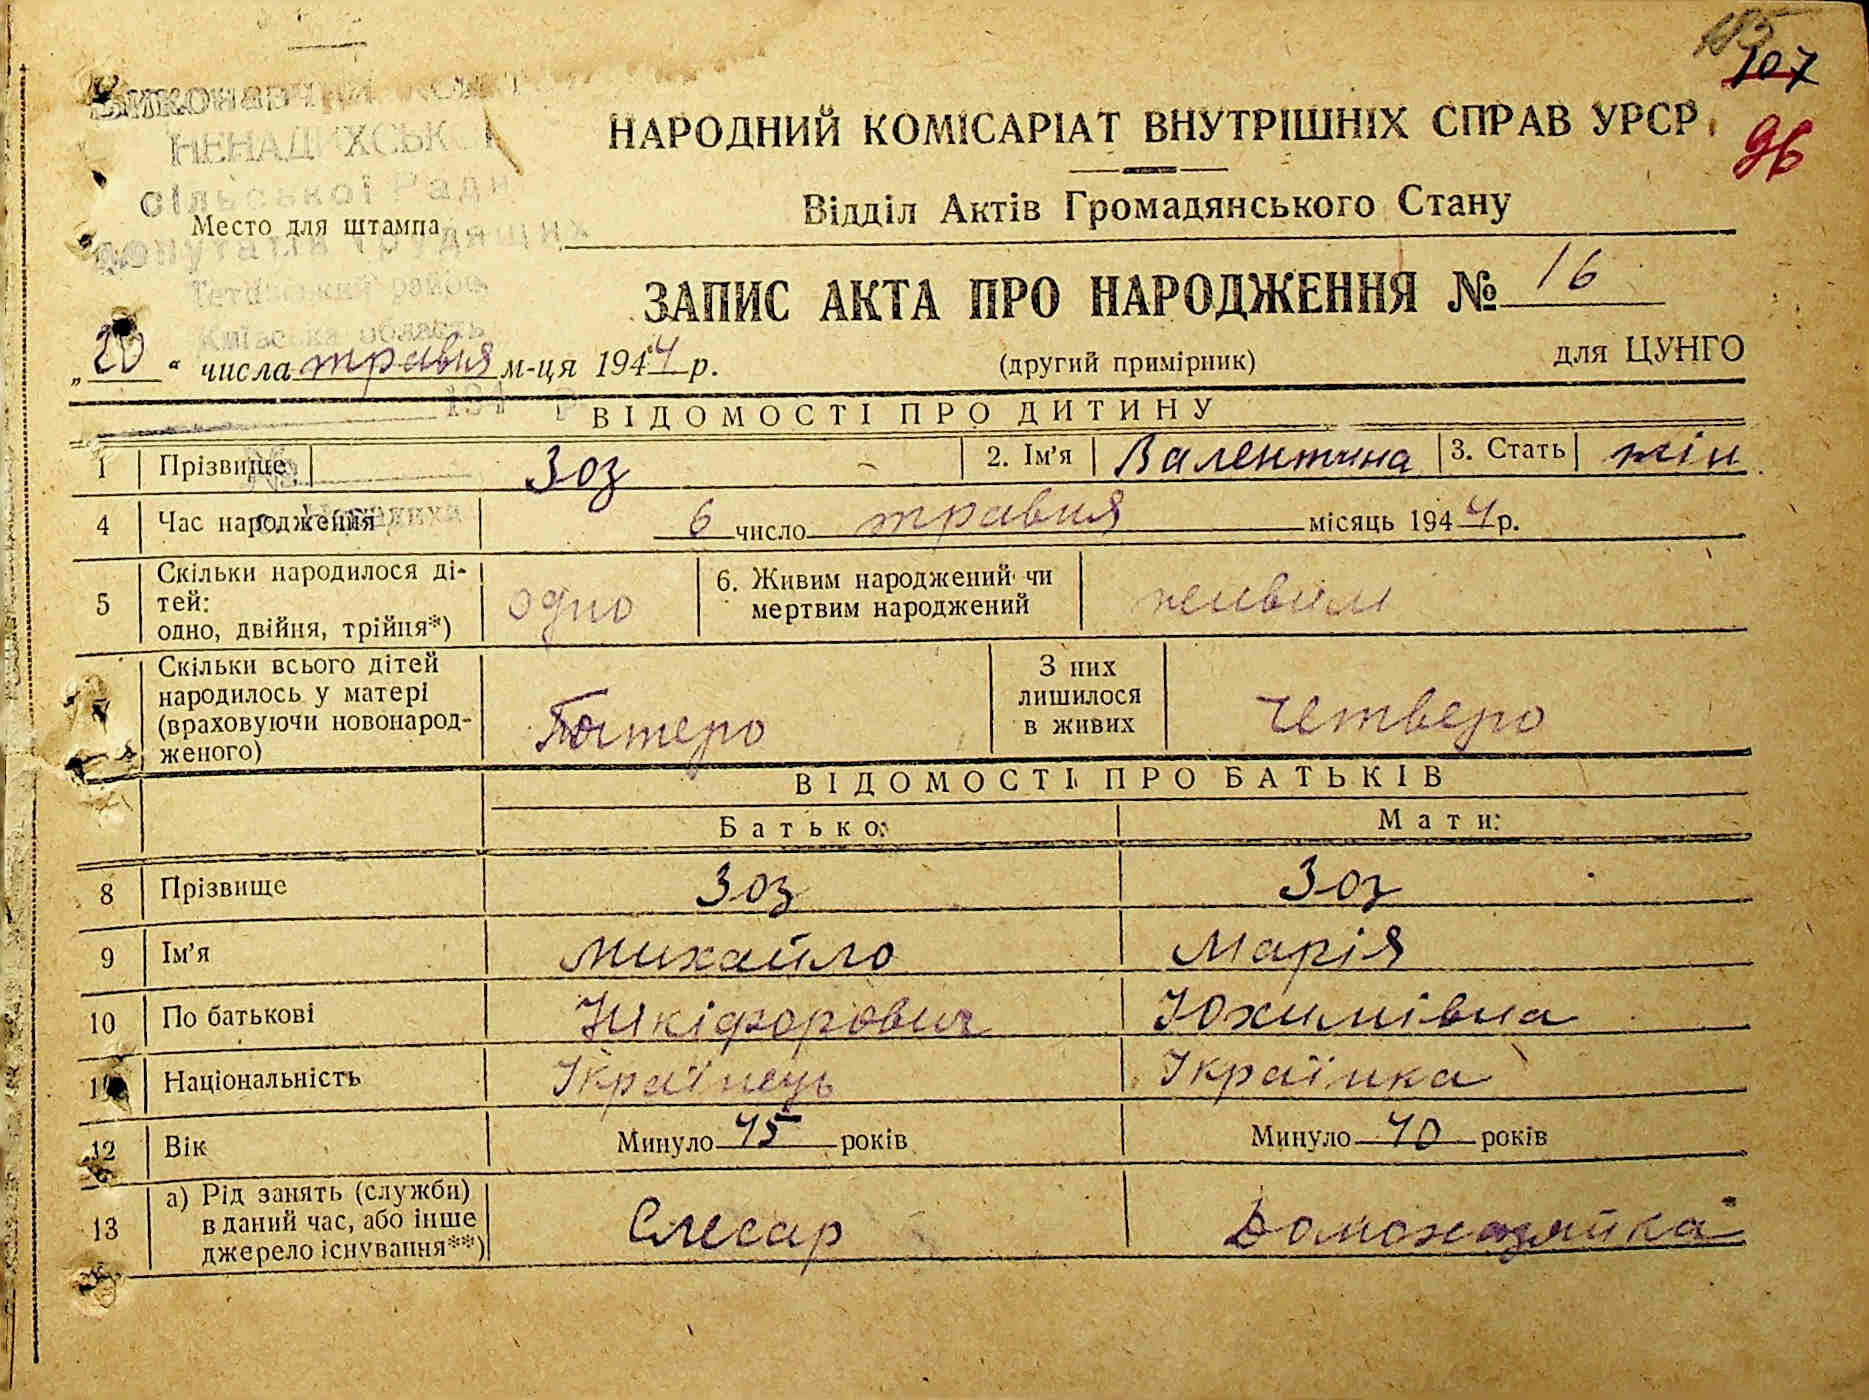 185
107
96
Виконавчий
НЕНАДИХСЬКОЇ
сільської Ради
Место для штампа
депутатів трудящих
Тетіївський район
Київська область
194 р.
НАРОДНИЙ КОМІСАРІАТ ВНУТРІШНІХ СПРАВ УРСР
Відділ Актів Громадянського Стану
ЗАПИС АКТА ПРО НАРОДЖЕННЯ № 16
„20“ числа травня м-ця 1944 р. (другий примірник) для ЦУНГО
ВІДОМОСТІ ПРО ДИТИНУ
1 Прізвище Зоз 2. Ім'я Валентина 3. Стать жін
4 Час народження 6 число травня місяць 1944 р.
5 Скільки народилося ді-
тей:
одно, двійня, трійня*) одно 6. Живим народжений чи
мертвим народжений живим
Скільки всього дітей
народилось у матері
(враховуючи новонарод-
женого) Пятеро З них
лишилося
в живих четверо
ВІДОМОСТІ ПРО БАТЬКІВ
Батько: Мати:
8 Прізвище Зоз Зоз
9 Ім'я Михайло Марія
10 По батькові Нікіфорович Юхимівна
11 Національність Українець Українка
12 Вік Минуло 45 років Минуло 40 років
13 а) Рід занять (служби)
в даний час, або інше
джерело існування**) Слесар Домохазяйка